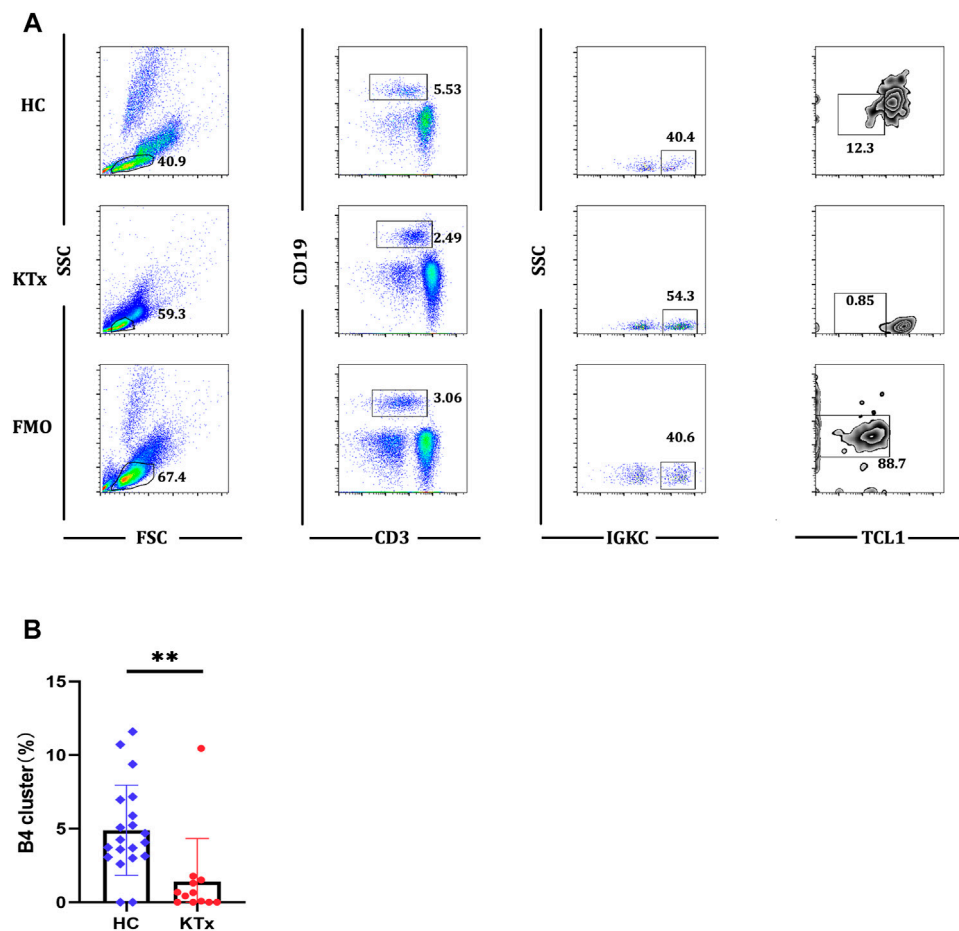 A
HC
40.9
5.53
40.4
12.3
SSC
CD19
SSC
KTx
59.3
2.49
54.3
0.85
FMO
67.4
3.06
40.6
88.7
FSC
CD3
IGKC
TCL1
B
**
15
10
5
0
B4 cluster (%)
HC
KTx